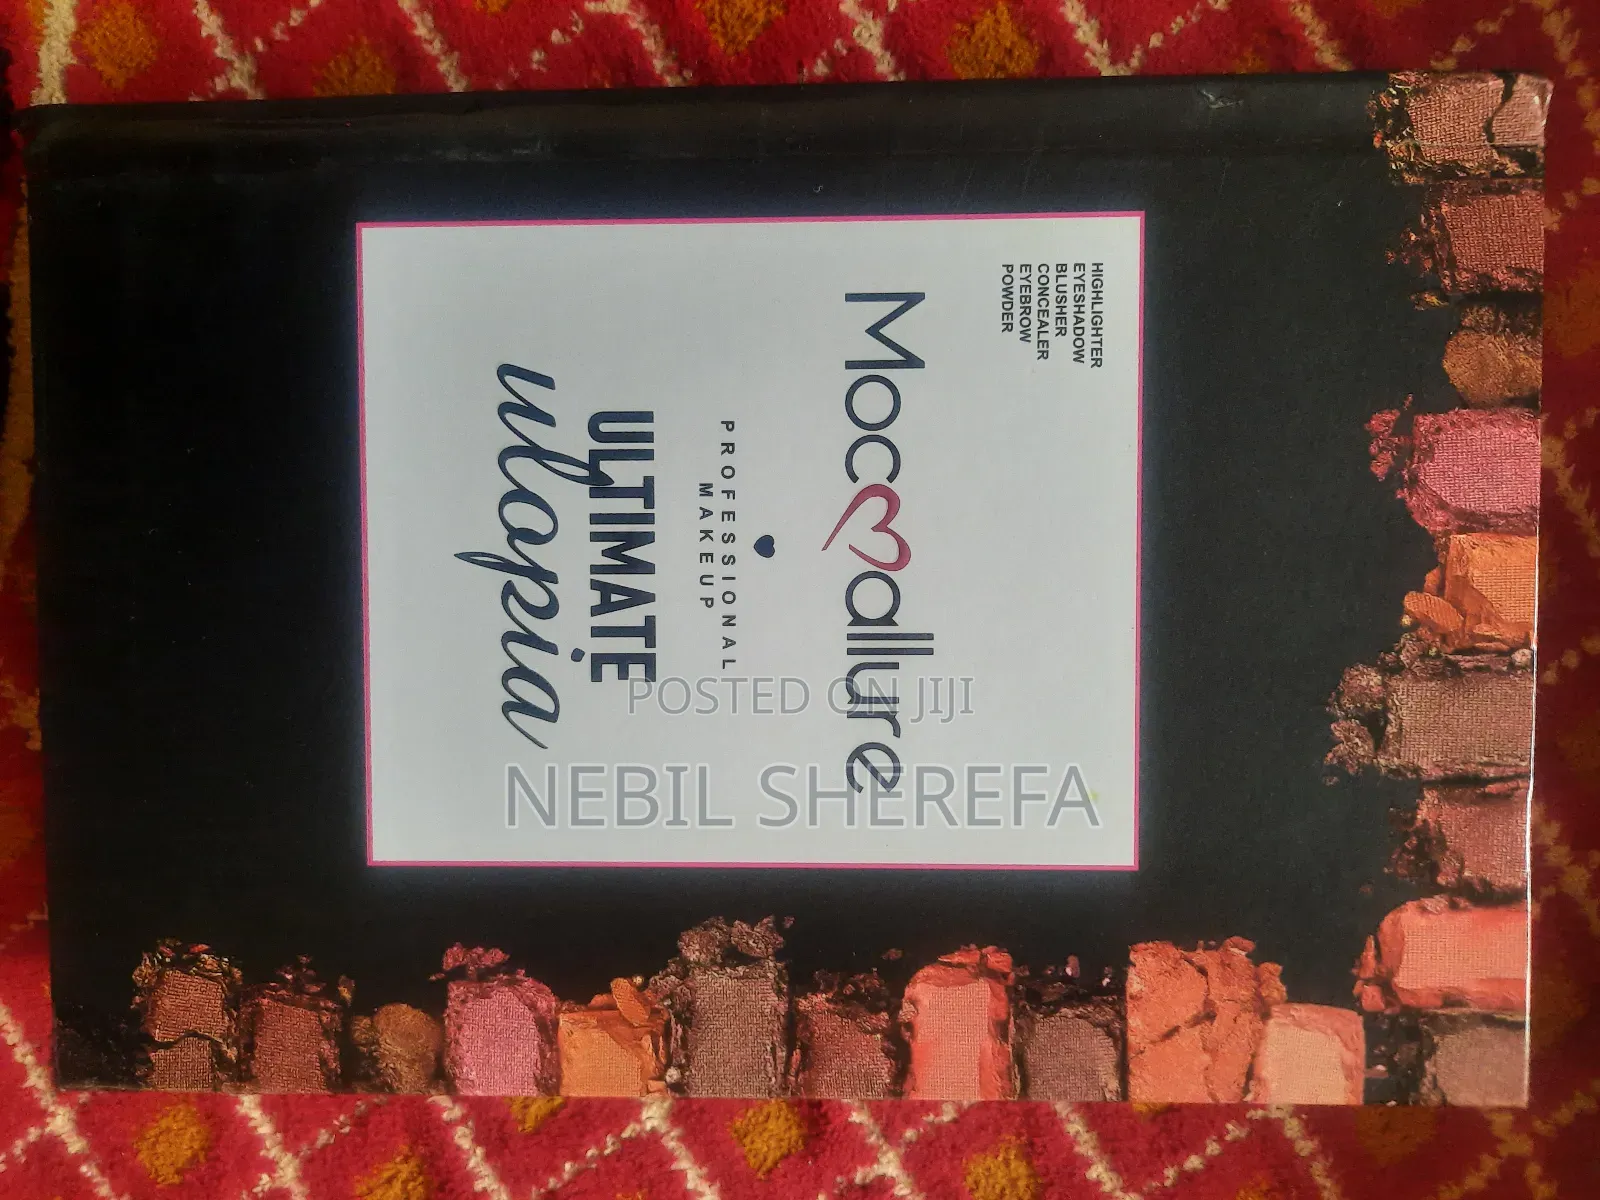 HIGHLIGHTER
EYESHADOW
BLUSHER
CONCEALER
EYEBROW
POWDER
Mocallure
PROFESSIONAL
MAKEUP
ULTIMATE
utopia
POSTED ON JIJI
NEBIL SHEREFA